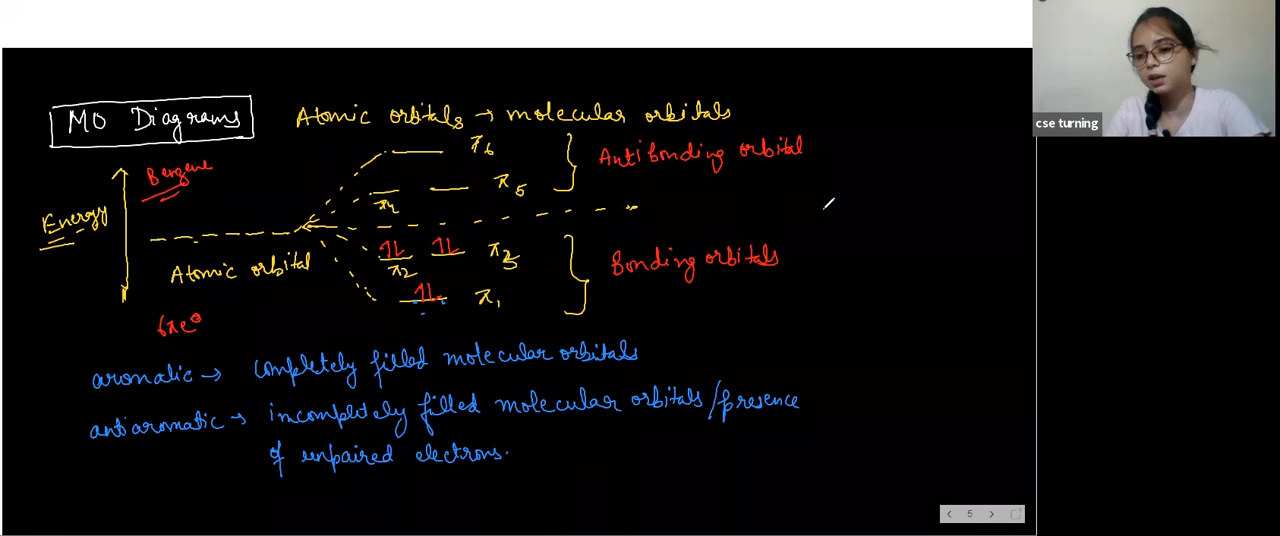 MO Diagrams
Atomic orbitals → molecular orbitals
π6
Antibonding orbital
Benzene
π5
π4
Energy
π3
π2
Bonding orbitals
Atomic orbital
π1
6πe⊖
aromatic → completely filled molecular orbitals
antiaromatic → incompletely filled molecular orbitals/presence
of unpaired electrons.
cse turning
5